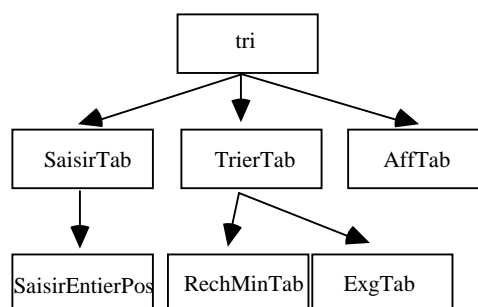 tri
SaisirTab
TrierTab
AffTab
SaisirEntierPos
RechMinTab
ExgTab